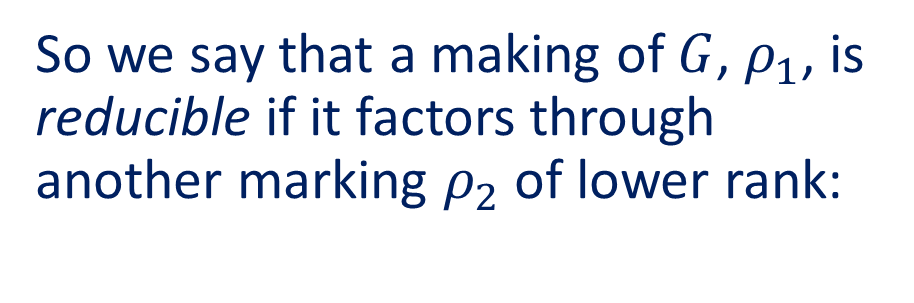 So we say that a making of G, ρ₁, is
reducible if it factors through
another marking ρ₂ of lower rank: